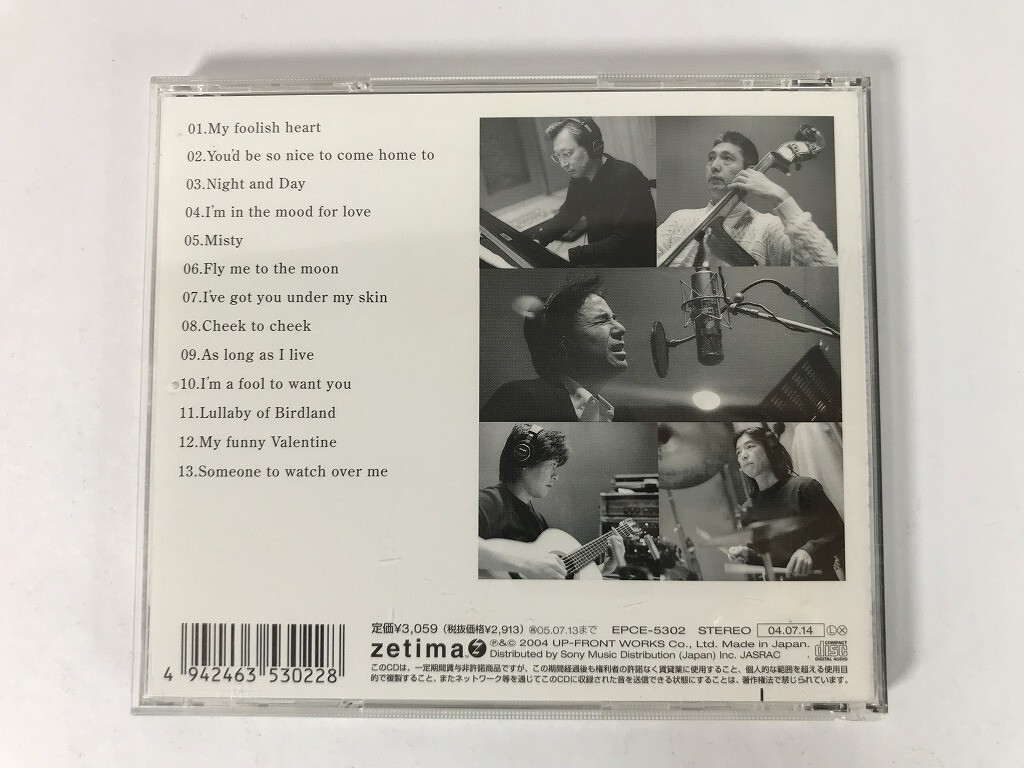 01.My foolish heart
02.You'd be so nice to come home to
03.Night and Day
04.I'm in the mood for love
05.Misty
06.Fly me to the moon
07.I've got you under my skin
08.Cheek to cheek
09.As long as I live
10.I'm a fool to want you
11.Lullaby of Birdland
12.My funny Valentine
13.Someone to watch over me
4 942463 530228
定価¥3,059（税抜価格¥2,913）Ⓡ05.07.13まで EPCE-5302 STEREO 04.07.14 Ⓛ Ⓧ
zetima Ⓟ&© 2004 UP-FRONT WORKS Co., Ltd. Made in Japan.
Distributed by Sony Music Distribution (Japan) Inc. JASRAC
COMPACT disc DIGITAL AUDIO
このCDは、一定期間貸与非許諾商品ですが、この期間経過後も権利者の許諾なく賃貸業に使用すること、個人的な範囲を超える使用目
的で複製すること、またネットワーク等を通じてこのCDに収録された音を送信できる状態にすることは、著作権法で禁じられています。